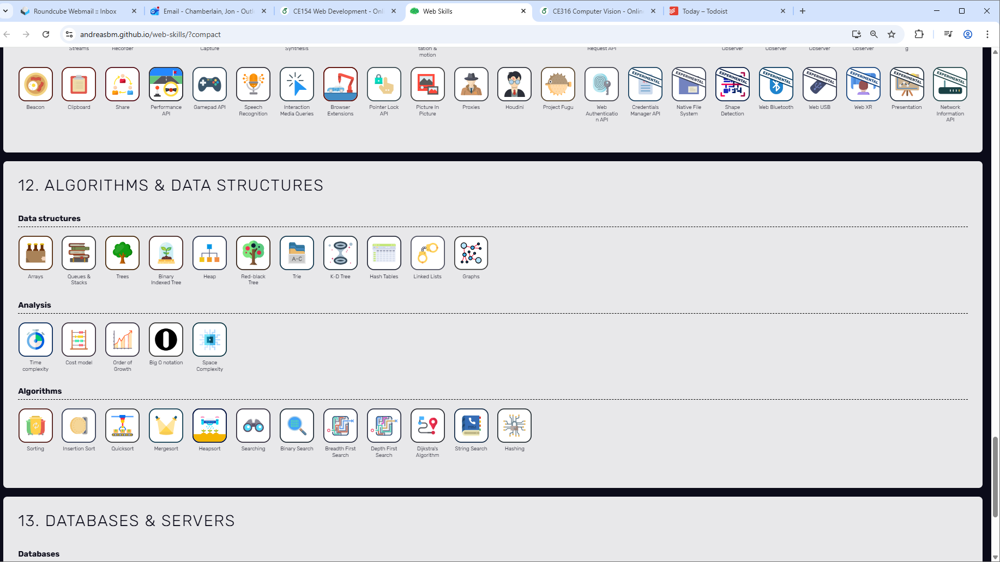 Roundcube Webmail :: Inbox
Email - Chamberlain, Jon - Outl
CE154 Web Development - Onli
Web Skills
CE316 Computer Vision - Online
Today – Todoist
andreasbm.github.io/web-skills/?compact
Streams Recorder Capture Synthesis tation & Request API Observer Observer Observer Observer g
motion
EXPERIMENTAL EXPERIMENTAL EXPERIMENTAL EXPERIMENTAL EXPERIMENTAL EXPERIMENTAL EXPERIMENTAL EXPERIMENTAL
Beacon Clipboard Share Performance Gamepad API Speech Interaction Browser Pointer Lock Picture In Proxies Houdini Project Fugu Web Credentials Native File Shape Web Bluetooth Web USB Web XR Presentation Network
API Recognition Media Queries Extensions API Picture Authenticatio Manager API System Detection Information
n API API
12. ALGORITHMS & DATA STRUCTURES
Data structures
A-C
Arrays Queues & Trees Binary Heap Red-black Trie K-D Tree Hash Tables Linked Lists Graphs
Stacks Indexed Tree Tree
Analysis
Time Cost model Order of Big O notation Space
complexity Growth Complexity
Algorithms
Sorting Insertion Sort Quicksort Mergesort Heapsort Searching Binary Search Breadth First Depth First Dijkstra's String Search Hashing
Search Search Algorithm
13. DATABASES & SERVERS
Databases